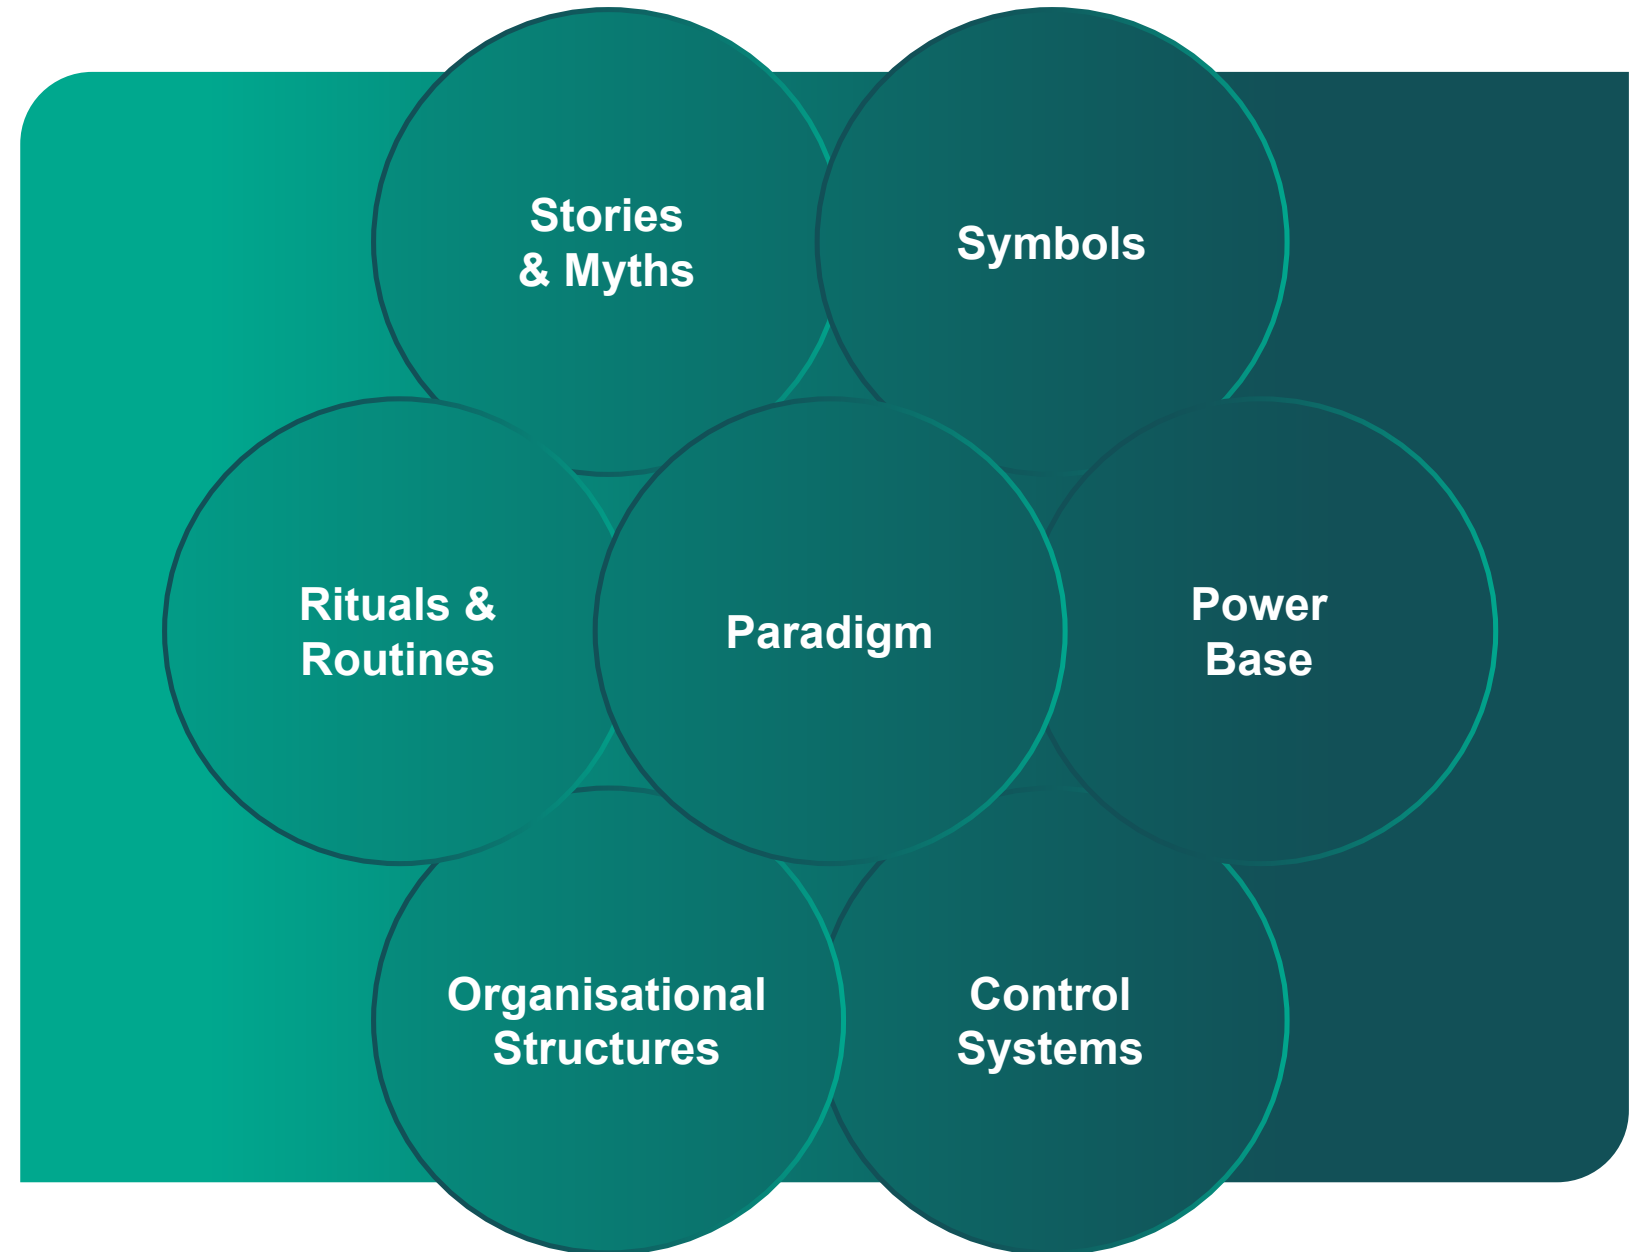 Stories
& Myths
Symbols
Rituals &
Routines
Paradigm
Power
Base
Organisational
Structures
Control
Systems